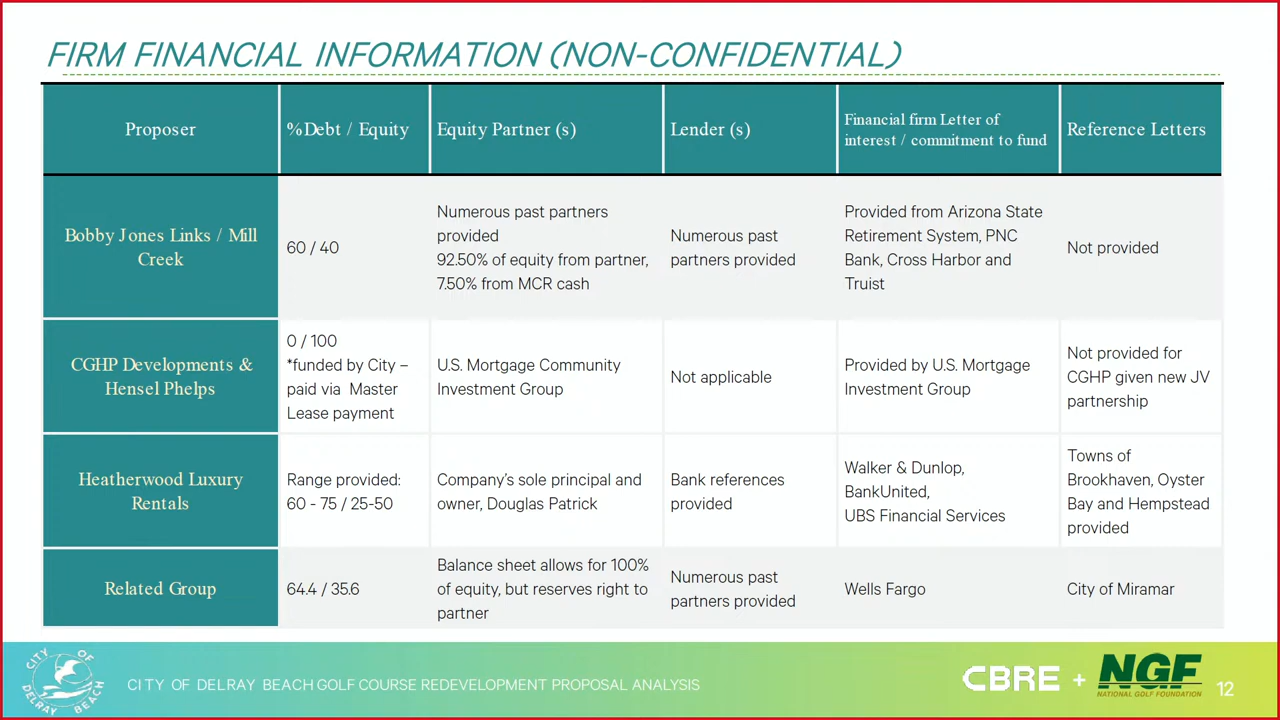 FIRM FINANCIAL INFORMATION (NON-CONFIDENTIAL)
Proposer
%Debt / Equity
Equity Partner (s)
Lender (s)
Financial firm Letter of
interest / commitment to fund
Reference Letters
Bobby Jones Links / Mill
Creek
60 / 40
Numerous past partners
provided
92.50% of equity from partner,
7.50% from MCR cash
Numerous past
partners provided
Provided from Arizona State
Retirement System, PNC
Bank, Cross Harbor and
Truist
Not provided
CGHP Developments &
Hensel Phelps
0 / 100
*funded by City –
paid via Master
Lease payment
U.S. Mortgage Community
Investment Group
Not applicable
Provided by U.S. Mortgage
Investment Group
Not provided for
CGHP given new JV
partnership
Heatherwood Luxury
Rentals
Range provided:
60 - 75 / 25-50
Company's sole principal and
owner, Douglas Patrick
Bank references
provided
Walker & Dunlop,
BankUnited,
UBS Financial Services
Towns of
Brookhaven, Oyster
Bay and Hempstead
provided
Related Group
64.4 / 35.6
Balance sheet allows for 100%
of equity, but reserves right to
partner
Numerous past
partners provided
Wells Fargo
City of Miramar
CITY OF
DELRAY BEACH
CITY OF DELRAY BEACH GOLF COURSE REDEVELOPMENT PROPOSAL ANALYSIS
CBRE + NGF
NATIONAL GOLF FOUNDATION
12